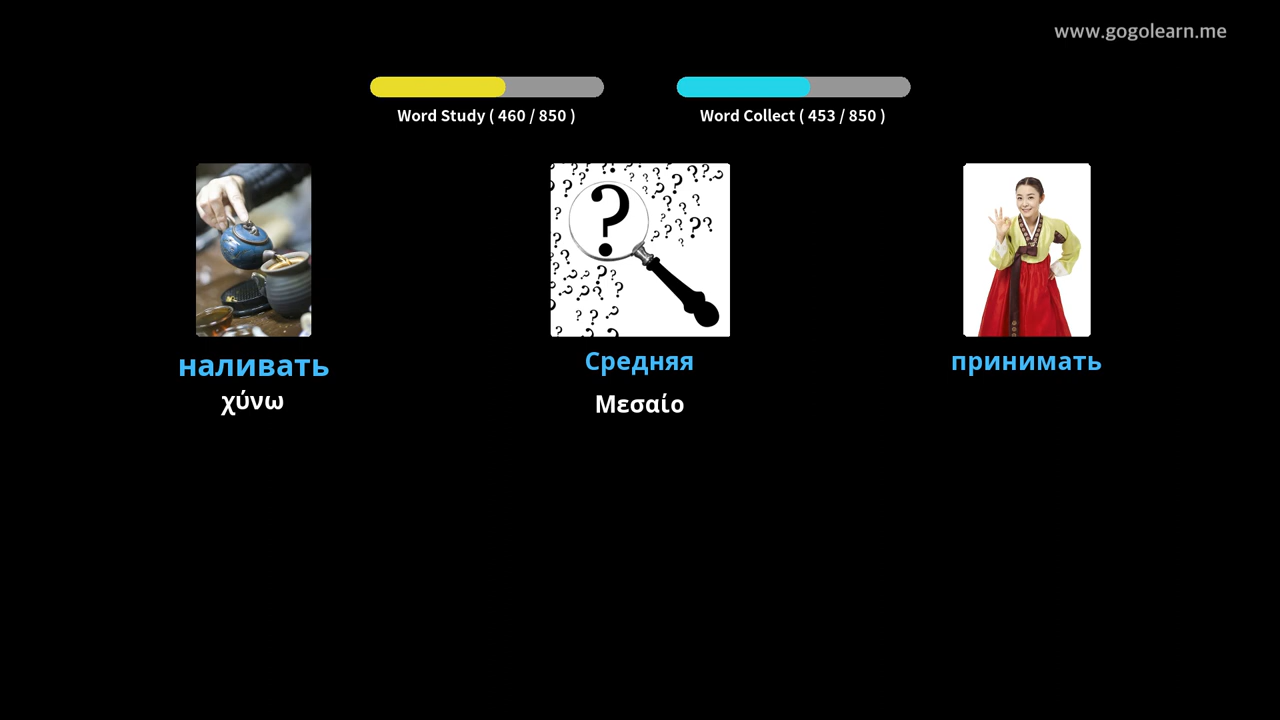 www.gogolearn.me
Word Study ( 460 / 850 )
Word Collect ( 453 / 850 )
наливать
χύνω
Средняя
Μεσαίο
принимать